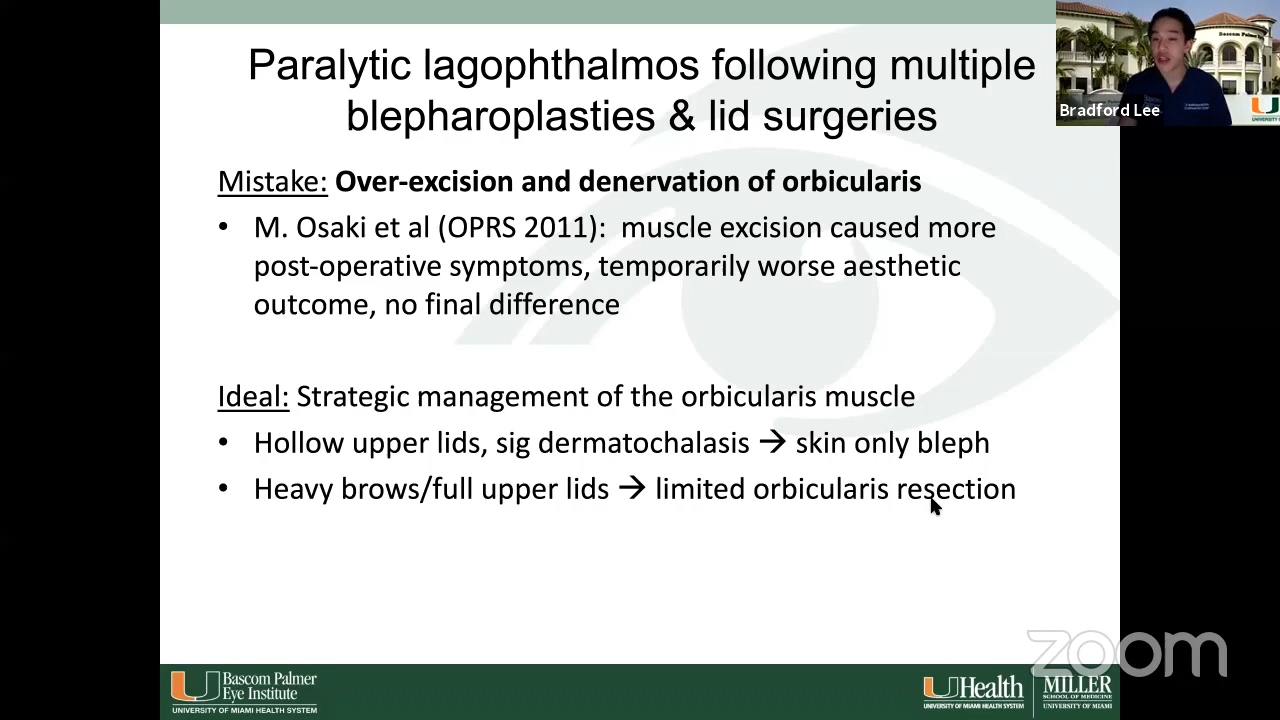 Paralytic lagophthalmos following multiple
blepharoplasties & lid surgeries
Bradford Lee
Mistake: Over-excision and denervation of orbicularis
• M. Osaki et al (OPRS 2011): muscle excision caused more
post-operative symptoms, temporarily worse aesthetic
outcome, no final difference
Ideal: Strategic management of the orbicularis muscle
• Hollow upper lids, sig dermatochalasis → skin only bleph
• Heavy brows/full upper lids → limited orbicularis resection
zoom
Bascom Palmer
Eye Institute
UNIVERSITY OF MIAMI HEALTH SYSTEM
UHealth
UNIVERSITY OF MIAMI HEALTH SYSTEM
MILLER
SCHOOL OF MEDICINE
UNIVERSITY OF MIAMI